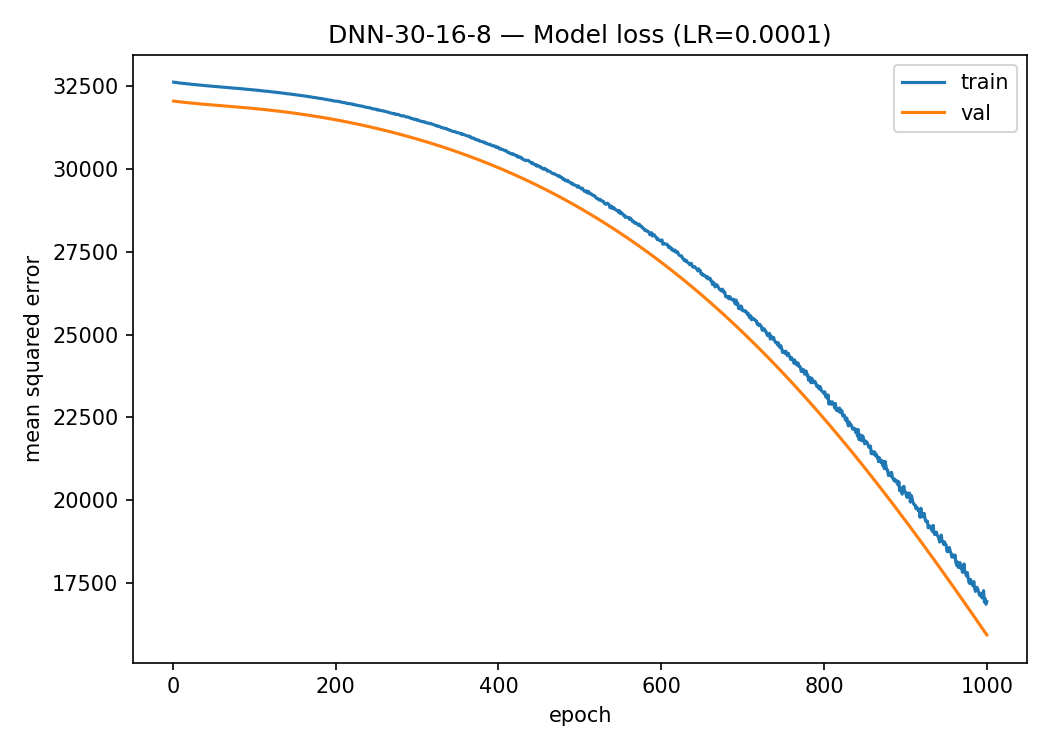 DNN-30-16-8 — Model loss (LR=0.0001)
train
val
mean squared error
32500
30000
27500
25000
22500
20000
17500
0 200 400 600 800 1000
epoch